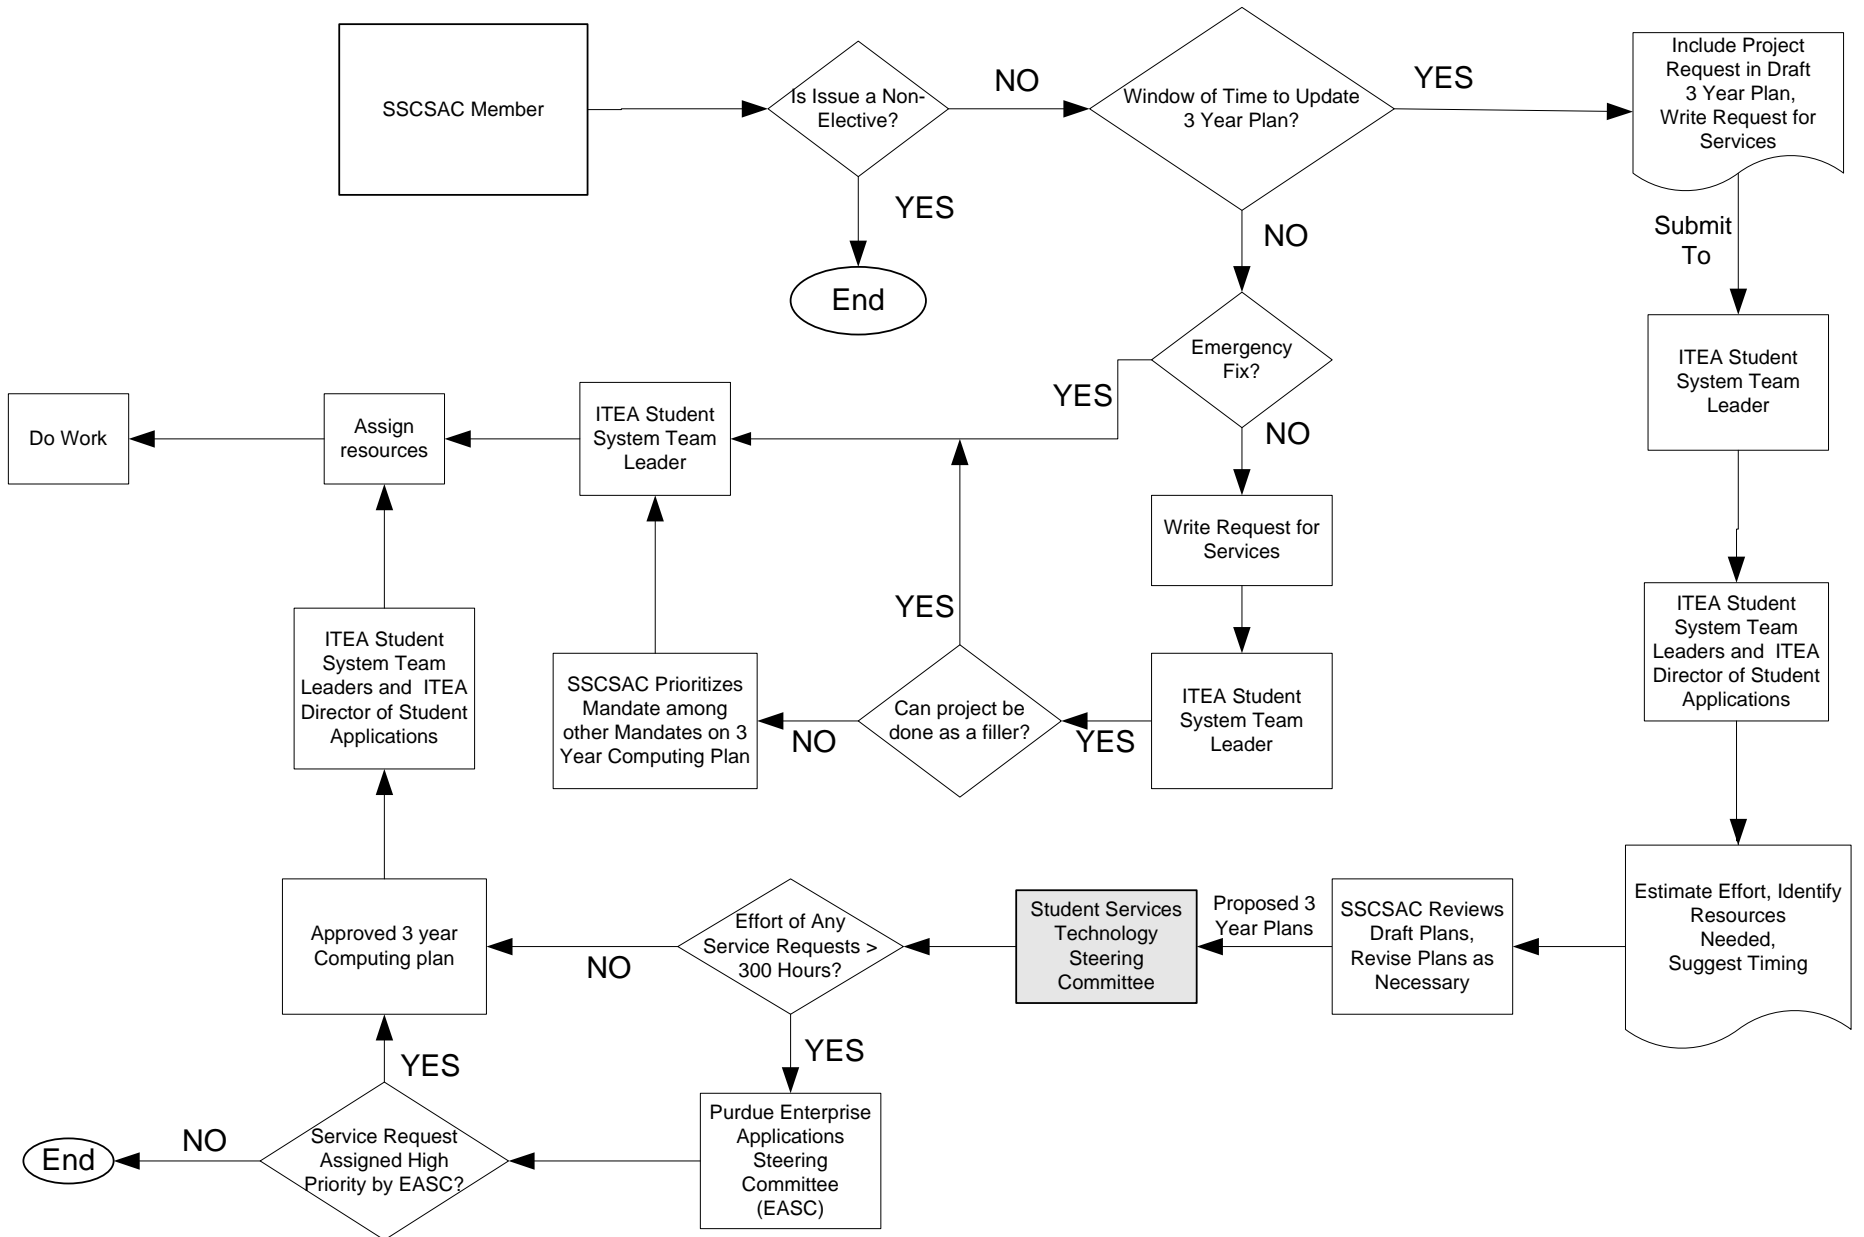 SSCSAC Member
Is Issue a Non-
Elective?
NO
YES
End
Window of Time to Update
3 Year Plan?
YES
NO
Include Project
Request in Draft
3 Year Plan,
Write Request for
Services
Submit
To
ITEA Student
System Team
Leader
Emergency
Fix?
YES
NO
ITEA Student
System Team
Leader
Assign
resources
Do Work
Write Request for
Services
ITEA Student
System Team
Leader
YES
Can project be
done as a filler?
YES
NO
SSCSAC Prioritizes
Mandate among
other Mandates on 3
Year Computing Plan
ITEA Student
System Team
Leaders and  ITEA
Director of Student
Applications
ITEA Student
System Team
Leaders and  ITEA
Director of Student
Applications
Estimate Effort, Identify
Resources
Needed,
Suggest Timing
SSCSAC Reviews
Draft Plans,
Revise Plans as
Necessary
Proposed 3
Year Plans
Student Services
Technology
Steering
Committee
Effort of Any
Service Requests >
300 Hours?
NO
YES
Approved 3 year
Computing plan
Purdue Enterprise
Applications
Steering
Committee
(EASC)
Service Request
Assigned High
Priority by EASC?
YES
NO
End